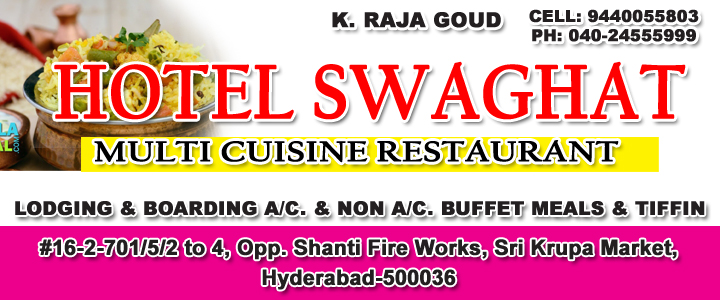 K. RAJA GOUD
CELL: 9440055803
PH: 040-24555999
HOTEL SWAGHAT
MULTI CUISINE RESTAURANT
LODGING & BOARDING A/C. & NON A/C. BUFFET MEALS & TIFFIN
#16-2-701/5/2 to 4, Opp. Shanti Fire Works, Sri Krupa Market,
Hyderabad-500036